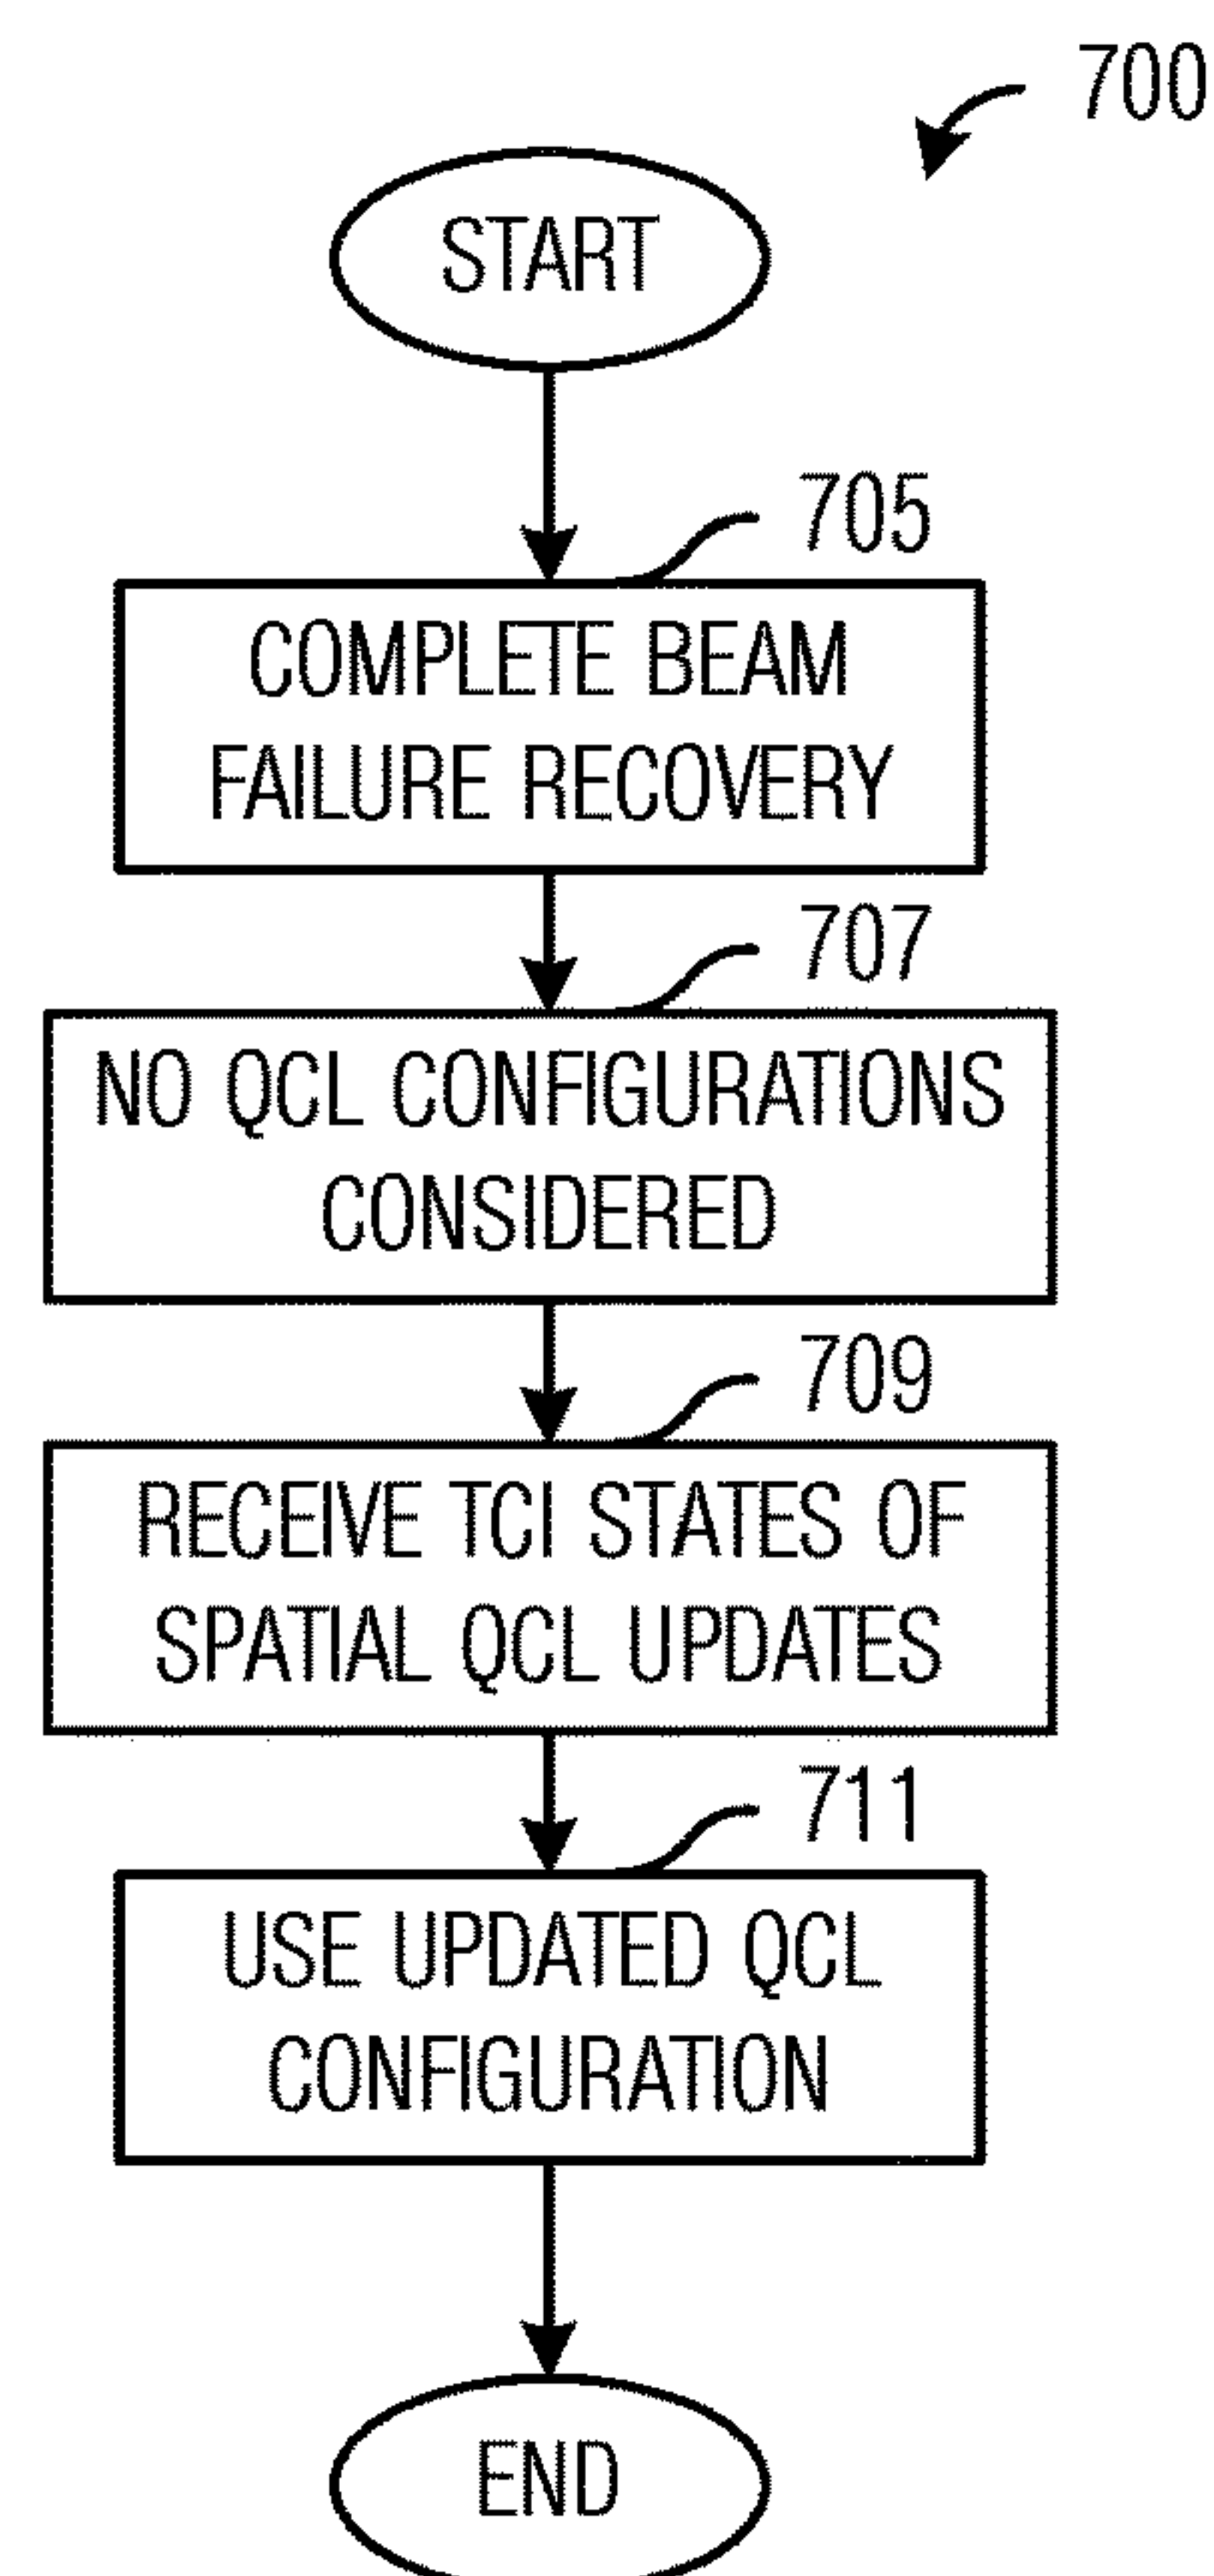 700
START
705
COMPLETE BEAM
FAILURE RECOVERY
707
NO QCL CONFIGURATIONS
CONSIDERED
709
RECEIVE TCI STATES OF
SPATIAL QCL UPDATES
711
USE UPDATED QCL
CONFIGURATION
END